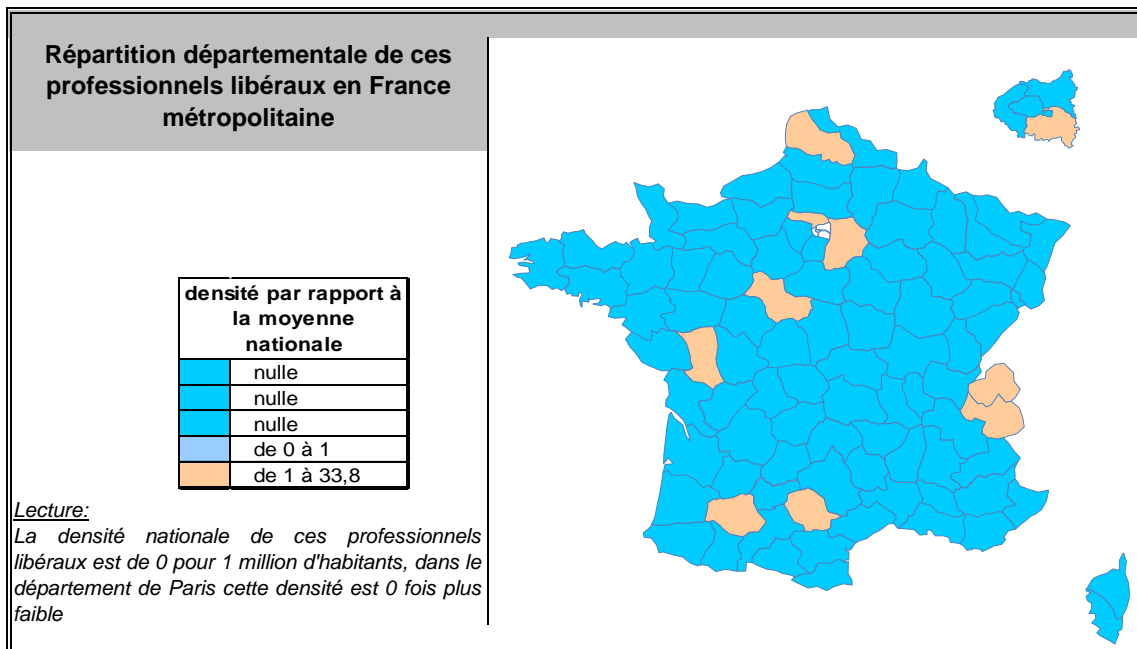 Répartition départementale de ces
professionnels libéraux en France
métropolitaine
densité par rapport à
la moyenne
nationale
nulle
nulle
nulle
de 0 à 1
de 1 à 33,8
Lecture:
La densité nationale de ces professionnels
libéraux est de 0 pour 1 million d'habitants, dans le
département de Paris cette densité est 0 fois plus
faible